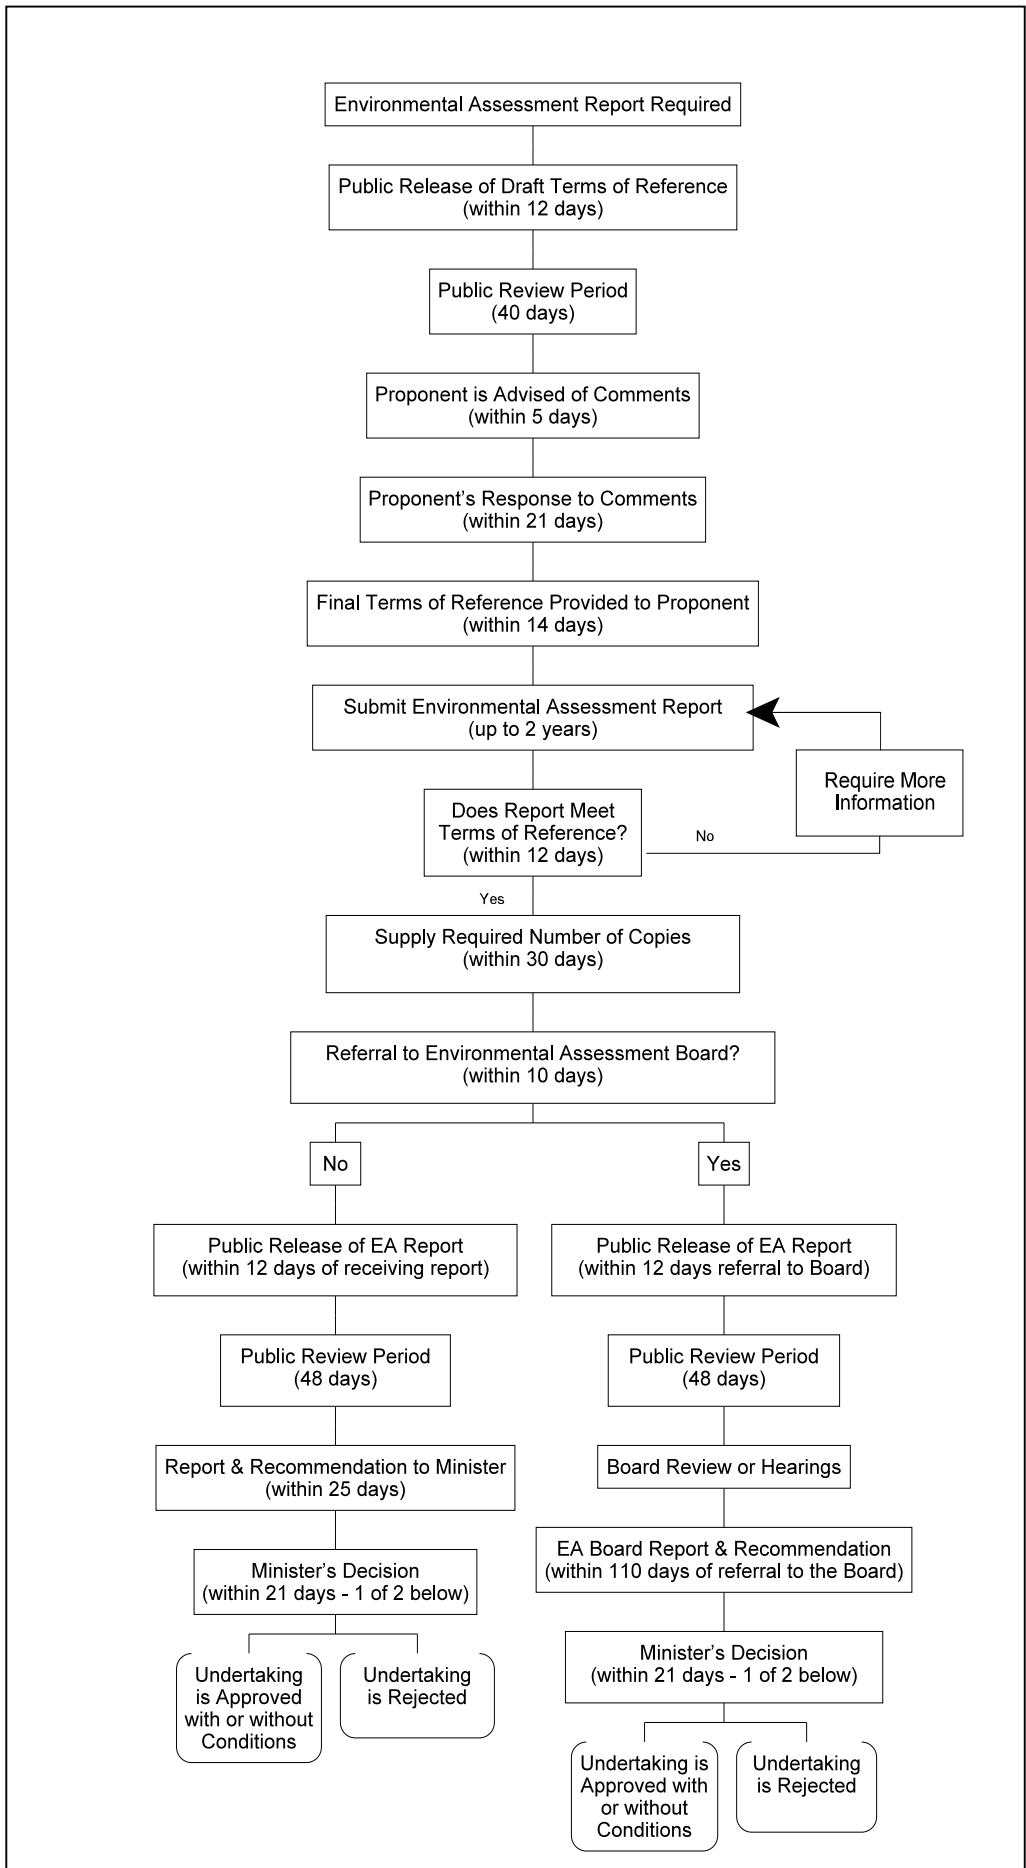 Environmental Assessment Report Required
Public Release of Draft Terms of Reference
(within 12 days)
Public Review Period
(40 days)
Proponent is Advised of Comments
(within 5 days)
Proponent’s Response to Comments
(within 21 days)
Final Terms of Reference Provided to Proponent
(within 14 days)
Submit Environmental Assessment Report
(up to 2 years)
Require More
Information
Does Report Meet
Terms of Reference?
(within 12 days)
No
Yes
Supply Required Number of Copies
(within 30 days)
Referral to Environmental Assessment Board?
(within 10 days)
No
Public Release of EA Report
(within 12 days of receiving report)
Public Review Period
(48 days)
Report & Recommendation to Minister
(within 25 days)
Minister’s Decision
(within 21 days - 1 of 2 below)
Undertaking
is Approved
with or without
Conditions
Undertaking
is Rejected
Yes
Public Release of EA Report
(within 12 days referral to Board)
Public Review Period
(48 days)
Board Review or Hearings
EA Board Report & Recommendation
(within 110 days of referral to the Board)
Minister’s Decision
(within 21 days - 1 of 2 below)
Undertaking is
Approved with
or without
Conditions
Undertaking
is Rejected